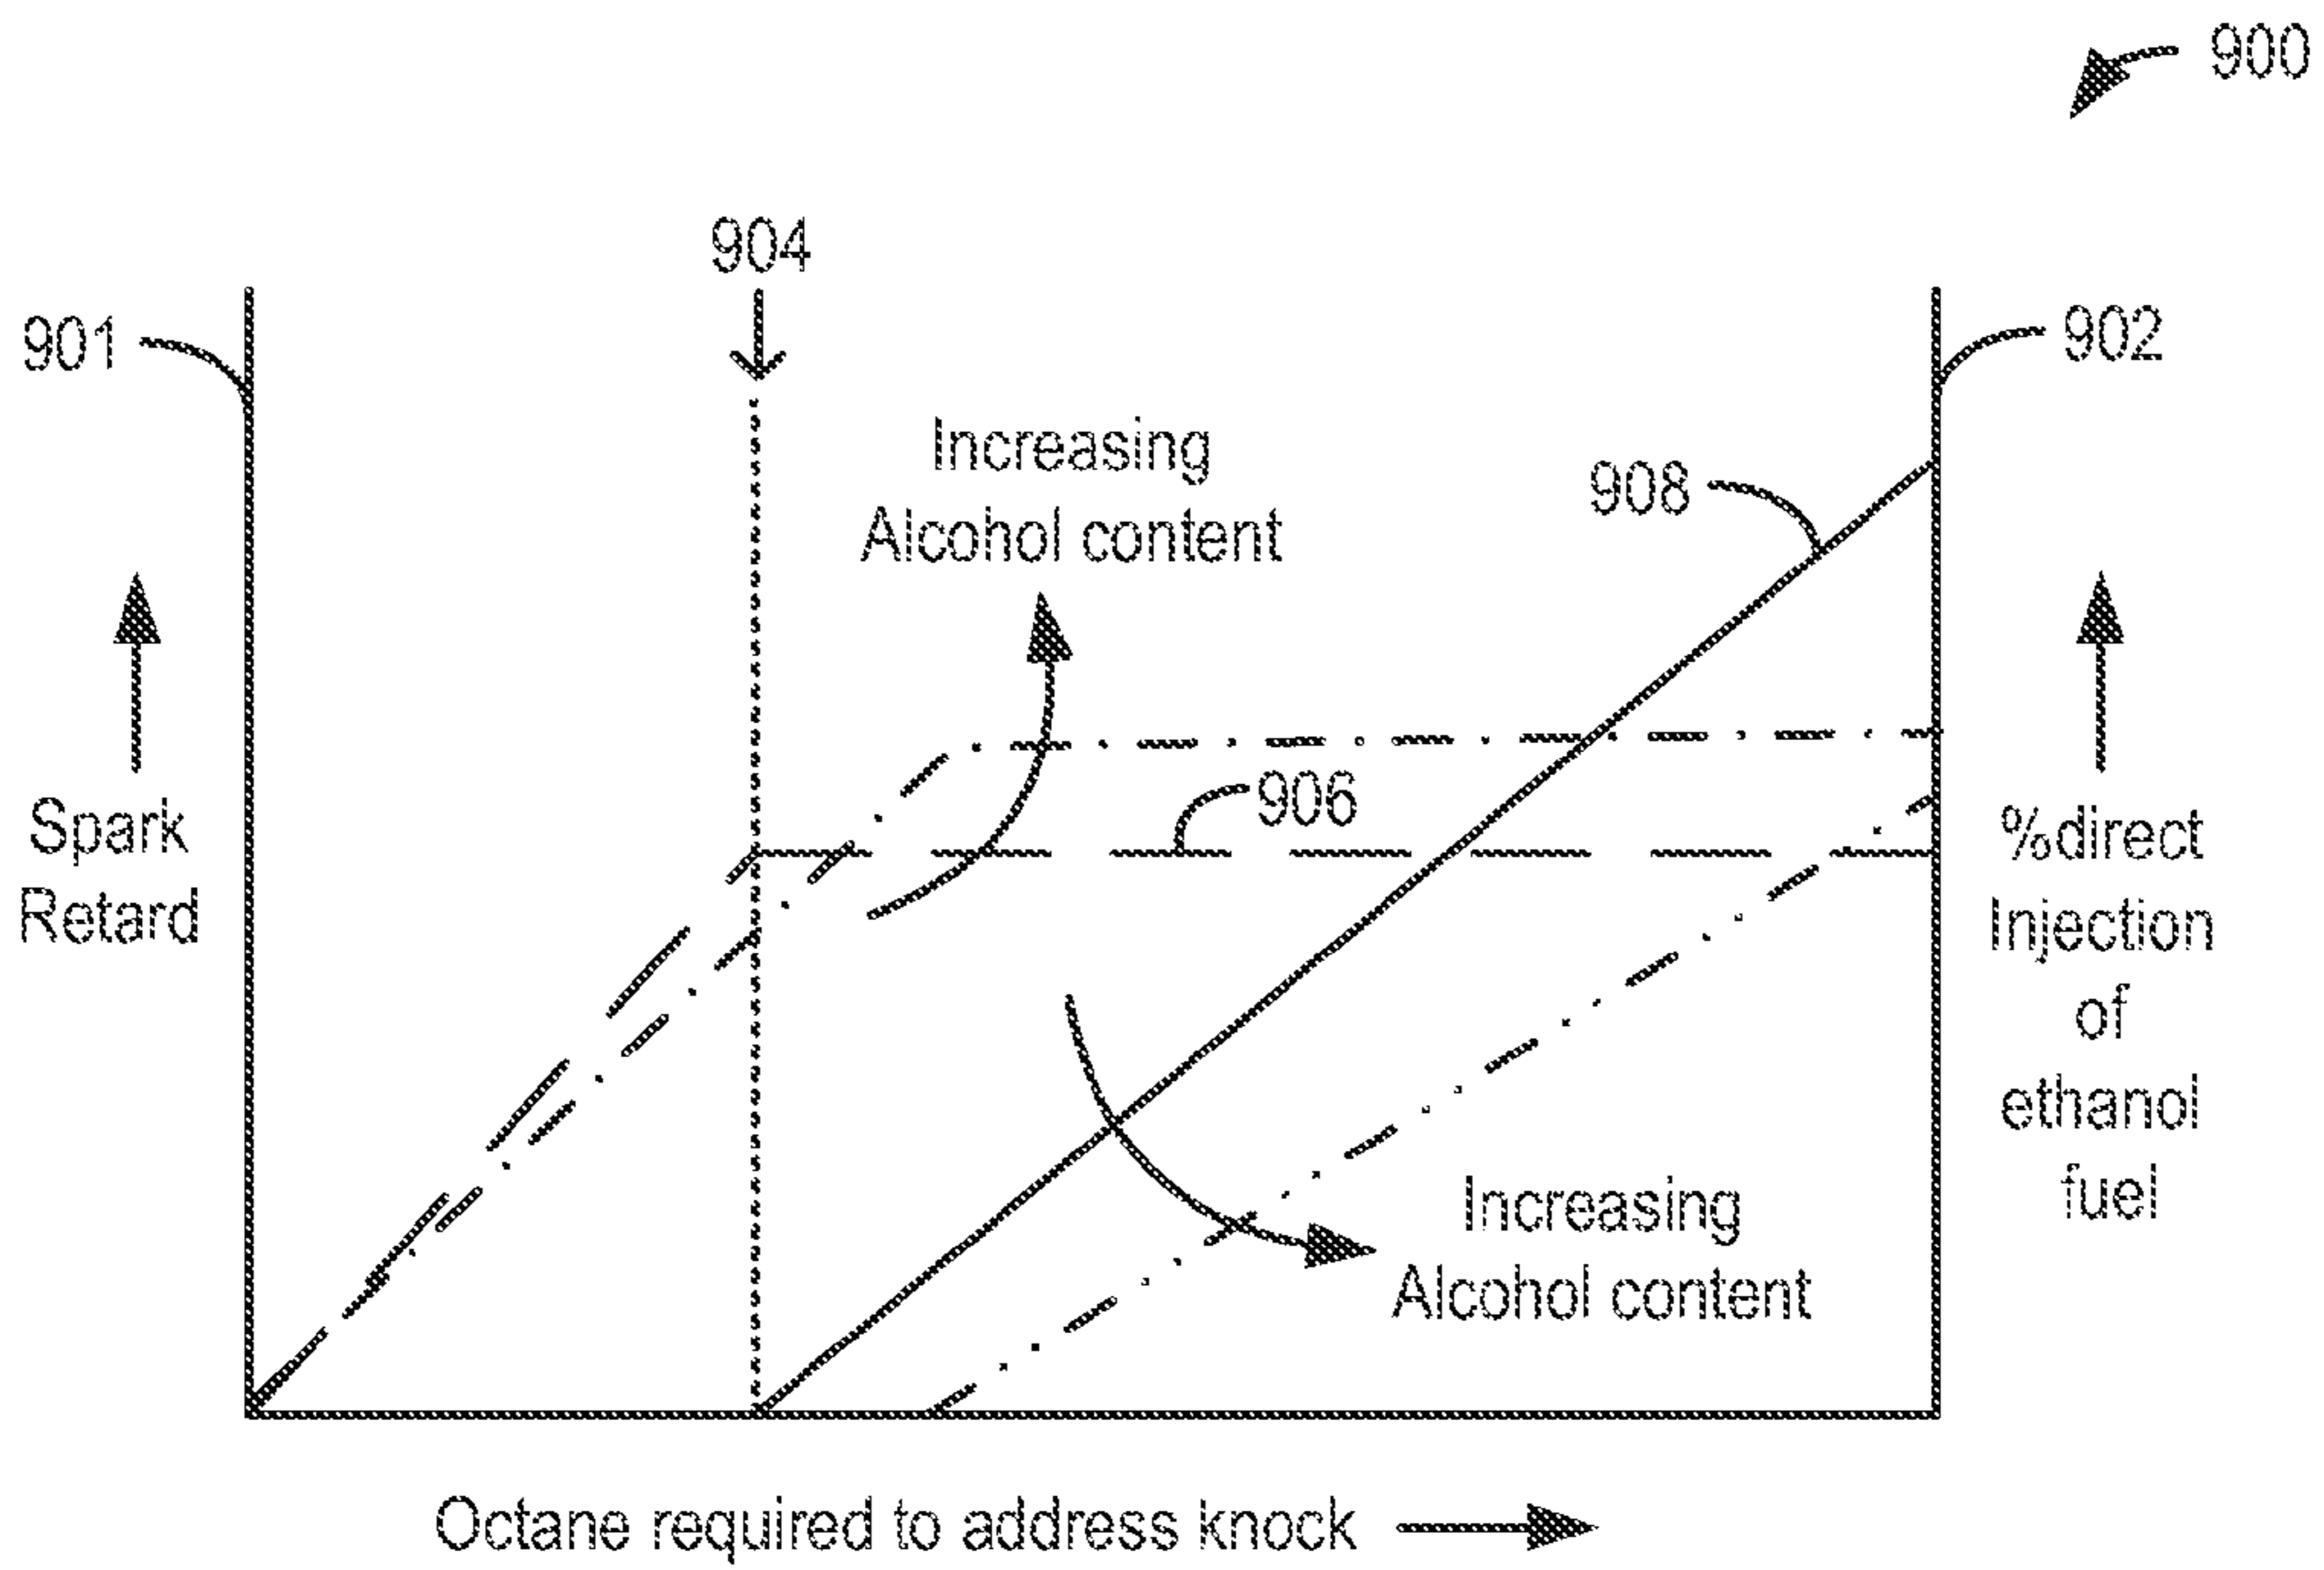 900
904
901
902
Increasing
Alcohol content
908
906
Spark
Retard
%direct
Injection
of
ethanol
fuel
Increasing
Alcohol content
Octane required to address knock